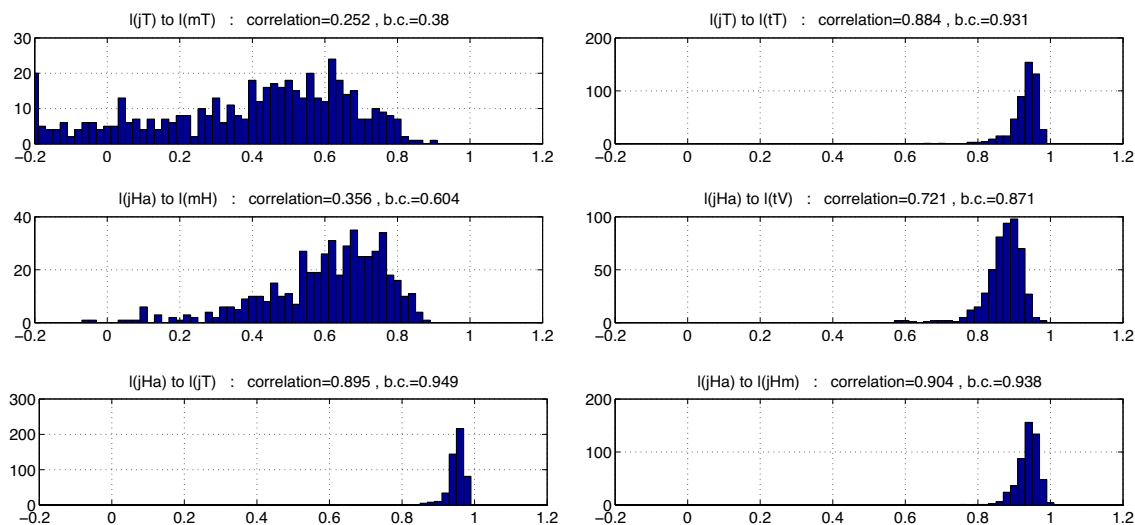 l(jT) to l(mT) : correlation=0.252 , b.c.=0.38
30
20
10
0
−0.2 0 0.2 0.4 0.6 0.8 1 1.2
l(jT) to l(tT) : correlation=0.884 , b.c.=0.931
200
100
0
−0.2 0 0.2 0.4 0.6 0.8 1 1.2
l(jHa) to l(mH) : correlation=0.356 , b.c.=0.604
40
20
0
−0.2 0 0.2 0.4 0.6 0.8 1 1.2
l(jHa) to l(tV) : correlation=0.721 , b.c.=0.871
100
50
0
−0.2 0 0.2 0.4 0.6 0.8 1 1.2
l(jHa) to l(jT) : correlation=0.895 , b.c.=0.949
300
200
100
0
−0.2 0 0.2 0.4 0.6 0.8 1 1.2
l(jHa) to l(jHm) : correlation=0.904 , b.c.=0.938
200
100
0
−0.2 0 0.2 0.4 0.6 0.8 1 1.2